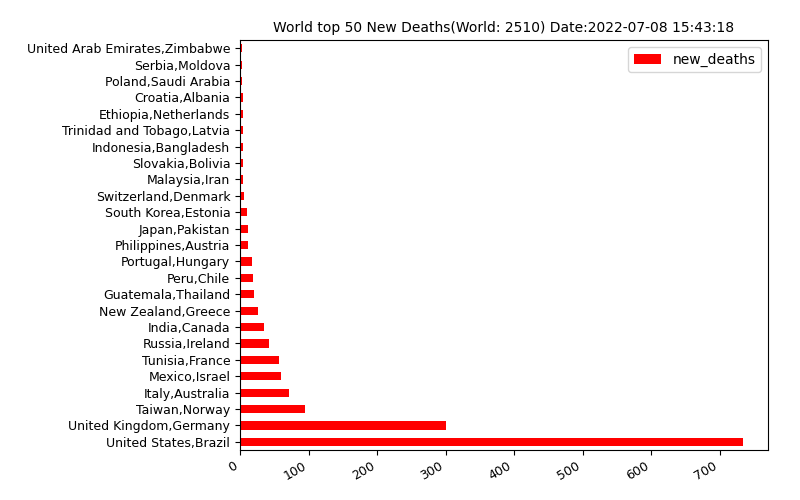 World top 50 New Deaths(World: 2510) Date:2022-07-08 15:43:18
new_deaths
United Arab Emirates,Zimbabwe
Serbia,Moldova
Poland,Saudi Arabia
Croatia,Albania
Ethiopia,Netherlands
Trinidad and Tobago,Latvia
Indonesia,Bangladesh
Slovakia,Bolivia
Malaysia,Iran
Switzerland,Denmark
South Korea,Estonia
Japan,Pakistan
Philippines,Austria
Portugal,Hungary
Peru,Chile
Guatemala,Thailand
New Zealand,Greece
India,Canada
Russia,Ireland
Tunisia,France
Mexico,Israel
Italy,Australia
Taiwan,Norway
United Kingdom,Germany
United States,Brazil
0 100 200 300 400 500 600 700